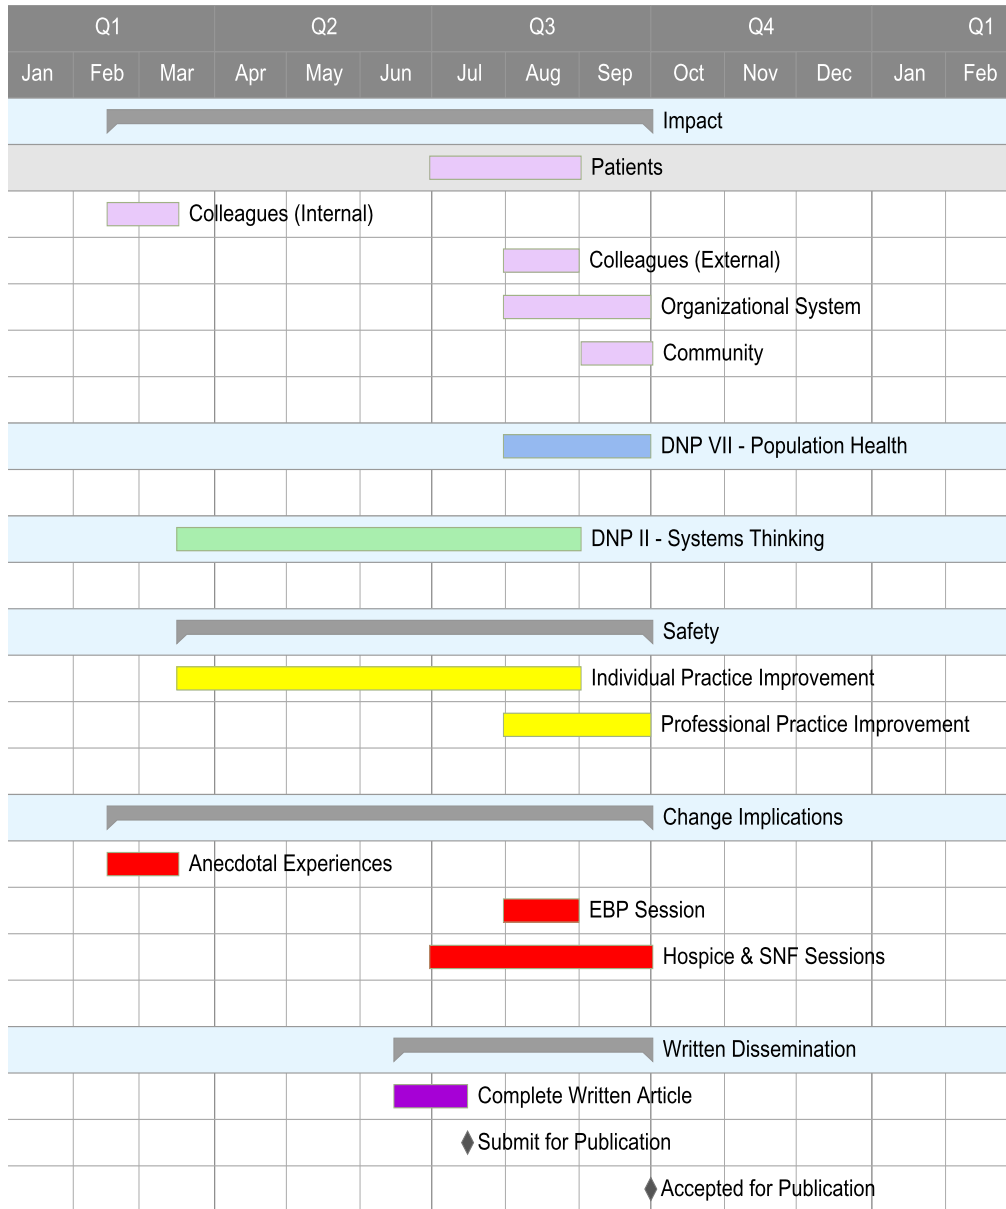 Q1 Q2 Q3 Q4 Q1
Jan Feb Mar Apr May Jun Jul Aug Sep Oct Nov Dec Jan Feb
Impact
Patients
Colleagues (Internal)
Colleagues (External)
Organizational System
Community
DNP VII - Population Health
DNP II - Systems Thinking
Safety
Individual Practice Improvement
Professional Practice Improvement
Change Implications
Anecdotal Experiences
EBP Session
Hospice & SNF Sessions
Written Dissemination
Complete Written Article
Submit for Publication
Accepted for Publication